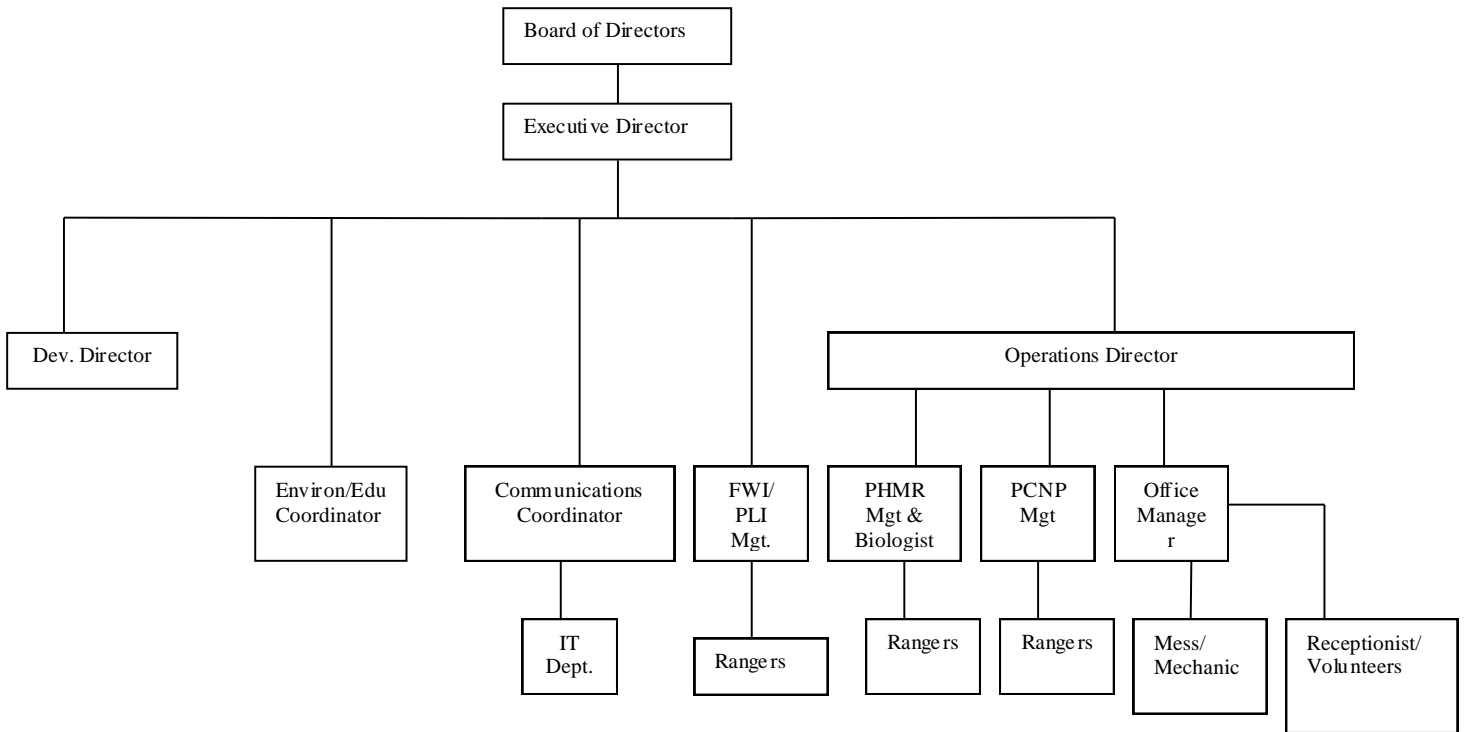 Board of Directors
Executive Director
Dev. Director
Operations Director
Environ/Edu
Coordinator
Communications
Coordinator
FWI/
PLI
Mgt.
PHMR
Mgt &
Biologist
PCNP
Mgt
Office
Manage
r
IT
Dept.
Rangers
Rangers
Rangers
Mess/
Mechanic
Receptionist/
Volunteers